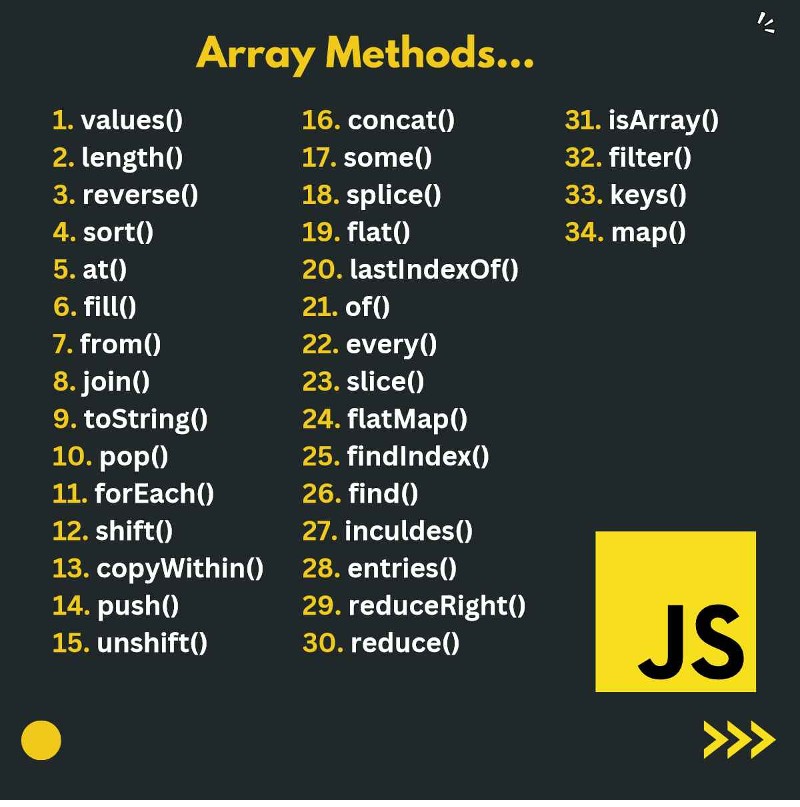 Array Methods...
1. values()
2. length()
3. reverse()
4. sort()
5. at()
6. fill()
7. from()
8. join()
9. toString()
10. pop()
11. forEach()
12. shift()
13. copyWithin()
14. push()
15. unshift()
16. concat()
17. some()
18. splice()
19. flat()
20. lastIndexOf()
21. of()
22. every()
23. slice()
24. flatMap()
25. findIndex()
26. find()
27. inculdes()
28. entries()
29. reduceRight()
30. reduce()
31. isArray()
32. filter()
33. keys()
34. map()
JS